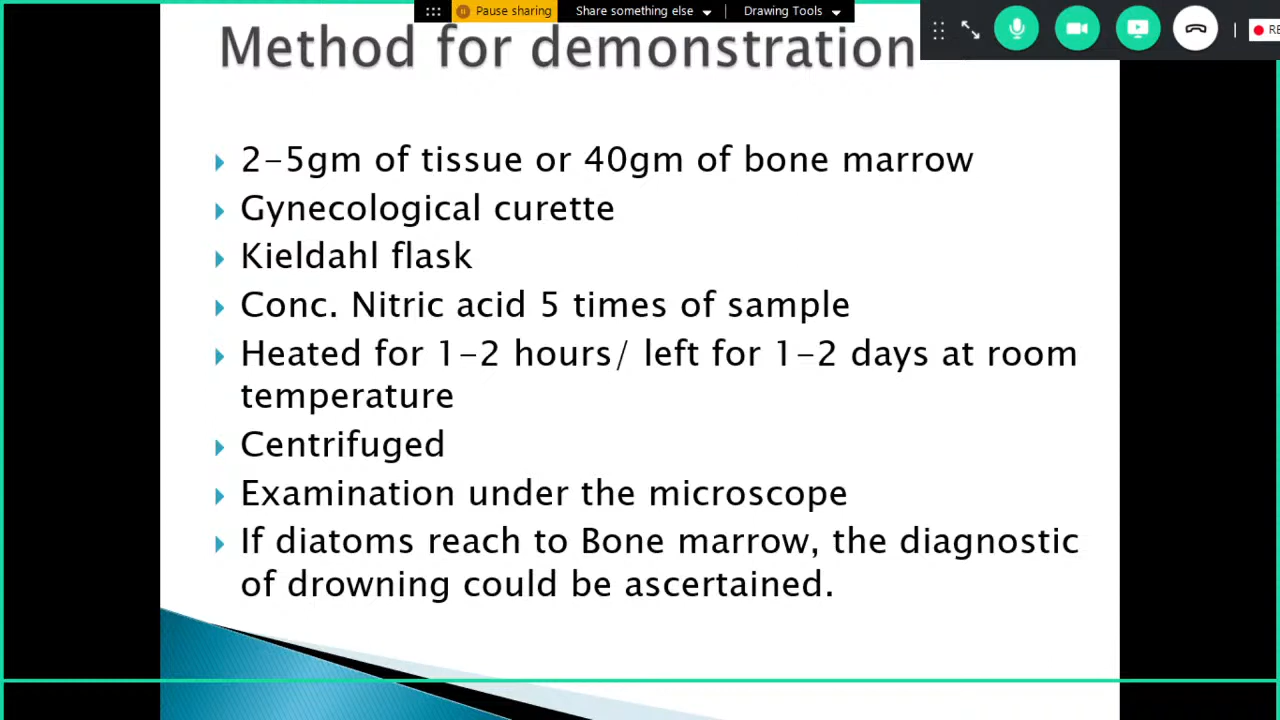 Pause sharing
Share something else
Drawing Tools
Method for demonstration
2-5gm of tissue or 40gm of bone marrow
Gynecological curette
Kieldahl flask
Conc. Nitric acid 5 times of sample
Heated for 1-2 hours/ left for 1-2 days at room
temperature
Centrifuged
Examination under the microscope
If diatoms reach to Bone marrow, the diagnostic
of drowning could be ascertained.